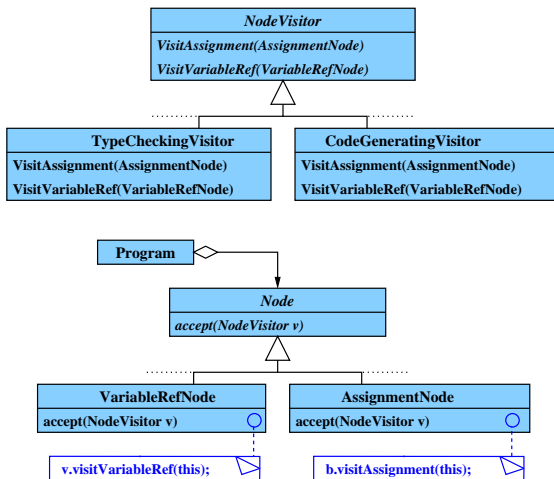 NodeVisitor
VisitAssignment(AssignmentNode)
VisitVariableRef(VariableRefNode)
TypeCheckingVisitor
VisitAssignment(AssignmentNode)
VisitVariableRef(VariableRefNode)
CodeGeneratingVisitor
VisitAssignment(AssignmentNode)
VisitVariableRef(VariableRefNode)
Program
Node
accept(NodeVisitor v)
VariableRefNode
accept(NodeVisitor v)
AssignmentNode
accept(NodeVisitor v)
v.visitVariableRef(this);
b.visitAssignment(this);